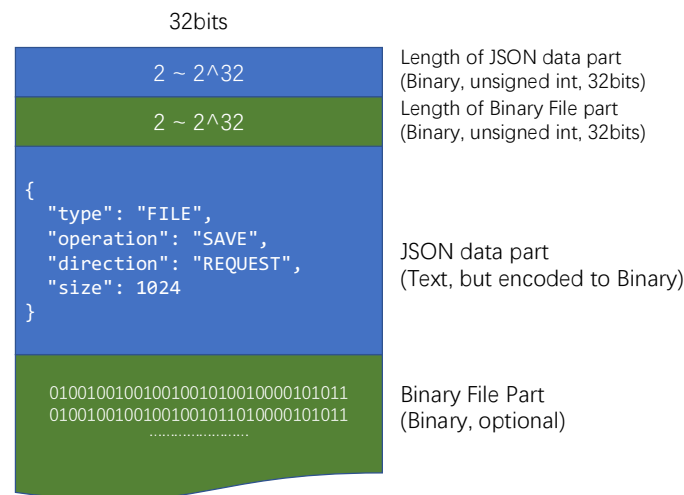 32bits
2 ~ 2^32
Length of JSON data part
(Binary, unsigned int, 32bits)
2 ~ 2^32
Length of Binary File part
(Binary, unsigned int, 32bits)
{
"type": "FILE",
"operation": "SAVE",
"direction": "REQUEST",
"size": 1024
}
JSON data part
(Text, but encoded to Binary)
01001001001001001010010000101011
01001001001001001011010000101011
........................
Binary File Part
(Binary, optional)